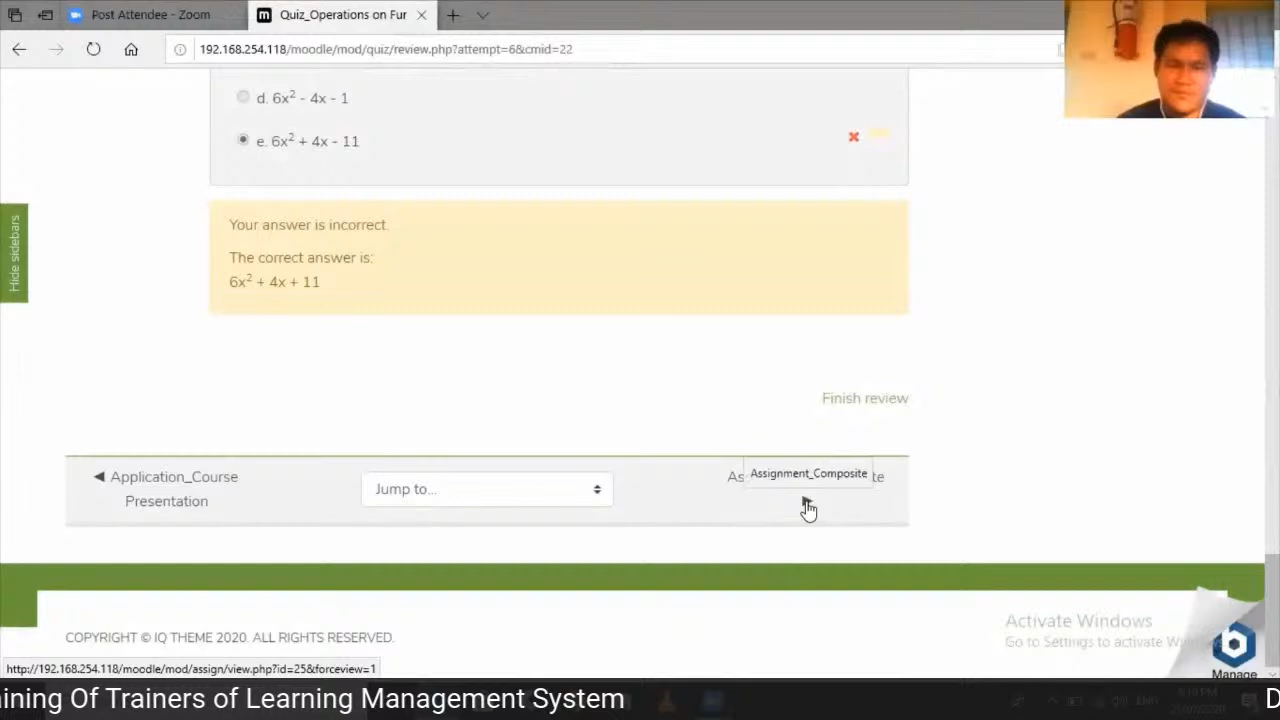 Post Attendee - Zoom
m Quiz_Operations on Fur
192.168.254.118/moodle/mod/quiz/review.php?attempt=6&cmid=22
d. 6x² - 4x - 1
e. 6x² + 4x - 11
Hide sidebars
Your answer is incorrect.
The correct answer is:
6x² + 4x + 11
Finish review
◄ Application_Course
Presentation
Jump to...
Assignment_Composite
COPYRIGHT © IQ THEME 2020. ALL RIGHTS RESERVED.
Activate Windows
Go to Settings to activate
b
Manage
http://192.168.254.118/moodle/mod/assign/view.php?id=25&forceview=1
ining Of Trainers of Learning Management System
D